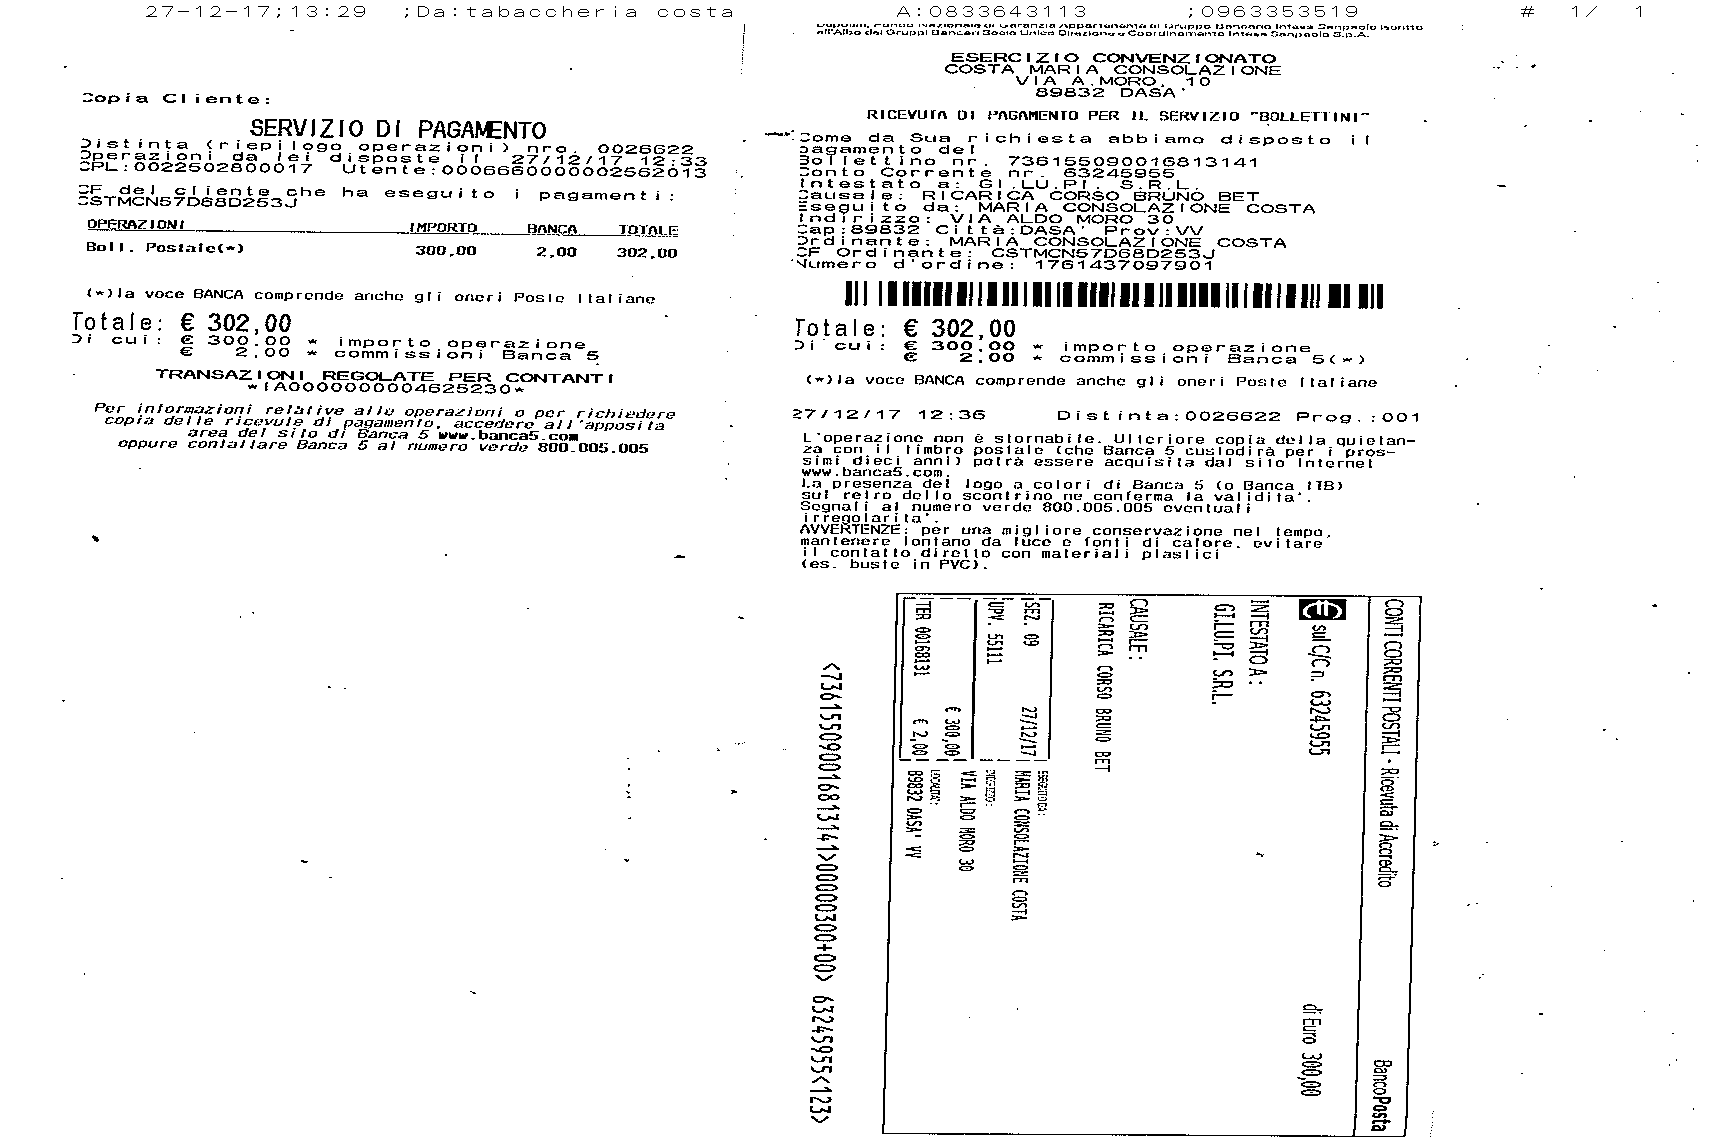 27-12-17;13:29 ;Da:tabaccheria costa A:0833643113 ;0963353519 # 1/ 1
Copia Cliente:
SERVIZIO DI PAGAMENTO
Distinta (riepilogo operazioni) nro. 0026622
Operazioni da lei disposte il 27/12/17 12:33
CPL:0022502800017 Utente:0006660000002562013
CF del cliente che ha eseguito i pagamenti:
CSTMCN57D68D253J
OPERAZIONI IMPORTO BANCA TOTALE
Boll. Postale(*) 300,00 2,00 302,00
(*)la voce BANCA comprende anche gli oneri Poste Italiane
Totale: € 302,00
Di cui: € 300,00 * importo operazione
€ 2,00 * commissioni Banca 5
TRANSAZIONI REGOLATE PER CONTANTI
*IA0000000004625230*
Per informazioni relative alle operazioni o per richiedere
copia delle ricevute di pagamento, accedere all'apposita
area del sito di Banca 5 www.banca5.com
oppure contattare Banca 5 al numero verde 800.005.005
Depositi, Fondo Nazionale di Garanzia Appartenente al Gruppo Bancario Intesa Sanpaolo iscritto
all'Albo dei Gruppi Bancari Socio Unico Direzione e Coordinamento Intesa Sanpaolo S.p.A.
ESERCIZIO CONVENZIONATO
COSTA MARIA CONSOLAZIONE
VIA A.MORO, 10
89832 DASA'
RICEVUTA DI PAGAMENTO PER IL SERVIZIO "BOLLETTINI"
Come da Sua richiesta abbiamo disposto il
pagamento del
Bollettino nr. 736155090016813141
Conto Corrente nr. 63245955
Intestato a: GI.LU.PI. S.R.L.
Causale: RICARICA CORSO BRUNO BET
Eseguito da: MARIA CONSOLAZIONE COSTA
Indirizzo: VIA ALDO MORO 30
Cap:89832 Città:DASA' Prov:VV
Ordinante: MARIA CONSOLAZIONE COSTA
CF Ordinante: CSTMCN57D68D253J
Numero d'ordine: 1761437097901
Totale: € 302,00
Di cui: € 300,00 * importo operazione
€ 2,00 * commissioni Banca 5(*)
(*)la voce BANCA comprende anche gli oneri Poste Italiane
27/12/17 12:36 Distinta:0026622 Prog.:001
L'operazione non è stornabile. Ulteriore copia della quietan-
za con il timbro postale (che Banca 5 custodirà per i pros-
simi dieci anni) potrà essere acquisita dal sito Internet
www.banca5.com.
La presenza del logo a colori di Banca 5 (o Banca ITB)
sul retro dello scontrino ne conferma la validita'.
Segnali al numero verde 800.005.005 eventuali
irregolarita'.
AVVERTENZE: per una migliore conservazione nel tempo,
mantenere lontano da luce e fonti di calore, evitare
il contatto diretto con materiali plastici
(es. buste in PVC).
CONTI CORRENTI POSTALI - Ricevuta di Accredito BancoPosta
sul C/C n. 63245955 di Euro 300,00
INTESTATO A:
GI.LU.PI. S.R.L.
CAUSALE:
RICARICA CORSO BRUNO BET
SEZ. 09 27/12/17
UPV. 55111
€ 300,00
TER 00168131 € 2,00
ESEGUITO DA:
MARIA CONSOLAZIONE COSTA
INDIRIZZO:
VIA ALDO MORO 30
LOCALITA':
89832 DASA' VV
<736155090016813141>00000300+00> 63245955<123>